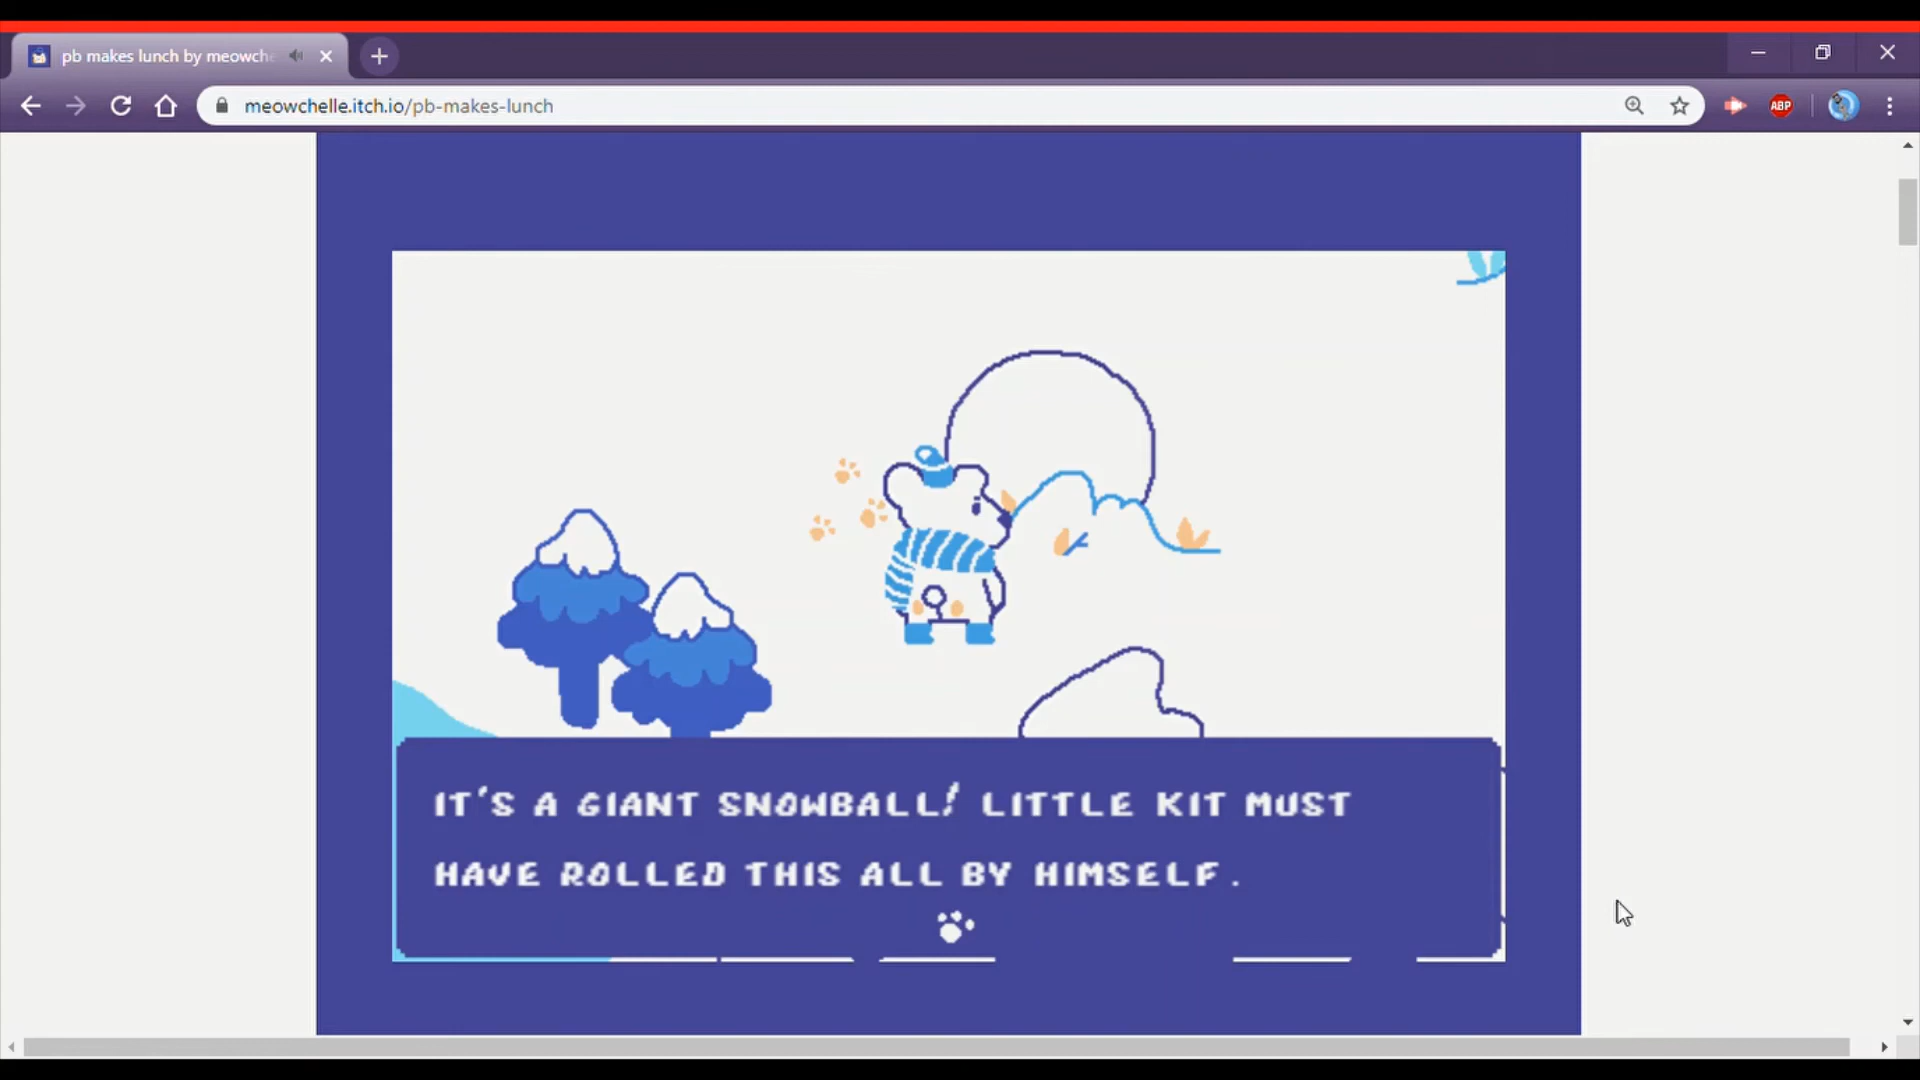 pb makes lunch by meowche
meowchelle.itch.io/pb-makes-lunch
ABP
IT'S A GIANT SNOWBALL! LITTLE KIT MUST
HAVE ROLLED THIS ALL BY HIMSELF.